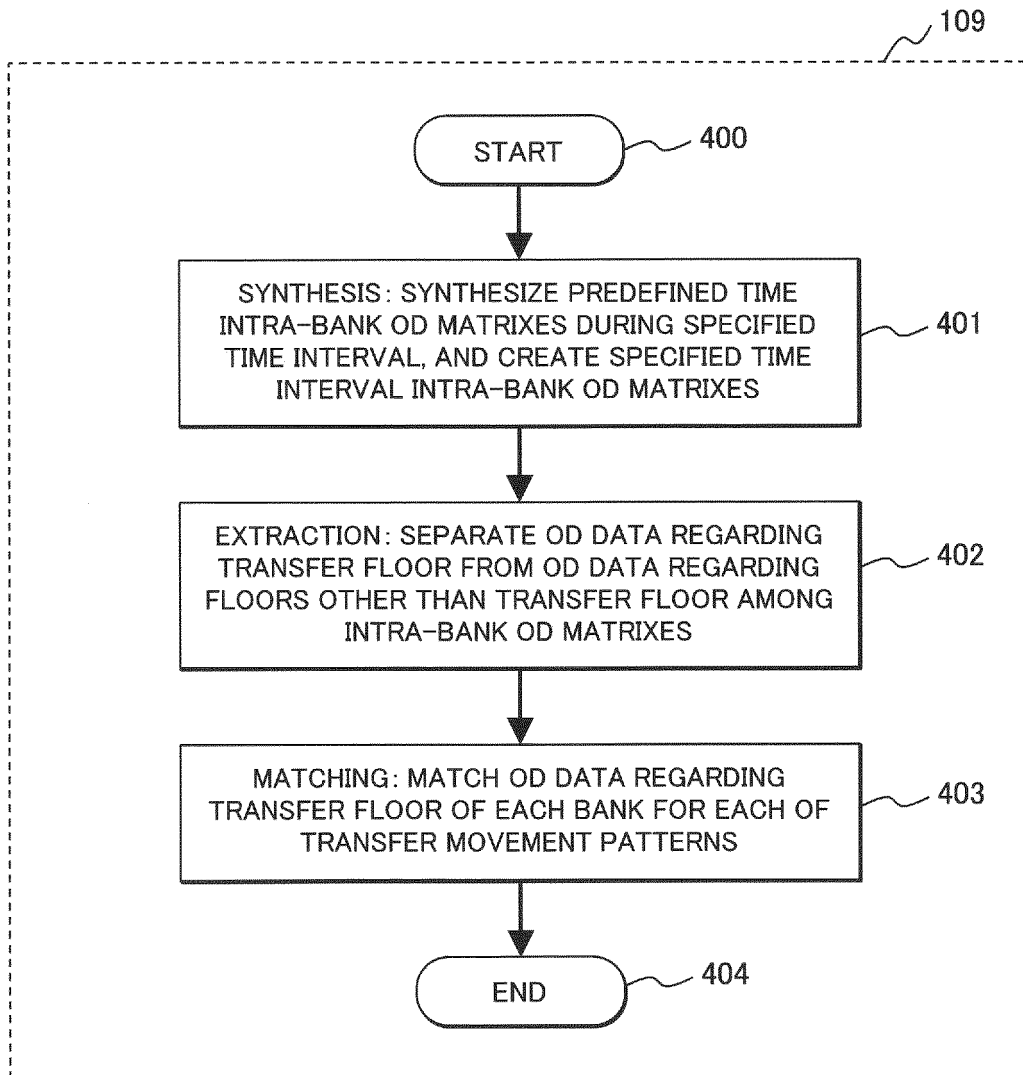 109
START
400
SYNTHESIS: SYNTHESIZE PREDEFINED TIME
INTRA-BANK OD MATRIXES DURING SPECIFIED
TIME INTERVAL, AND CREATE SPECIFIED TIME
INTERVAL INTRA-BANK OD MATRIXES
401
EXTRACTION: SEPARATE OD DATA REGARDING
TRANSFER FLOOR FROM OD DATA REGARDING
FLOORS OTHER THAN TRANSFER FLOOR AMONG
INTRA-BANK OD MATRIXES
402
MATCHING: MATCH OD DATA REGARDING
TRANSFER FLOOR OF EACH BANK FOR EACH OF
TRANSFER MOVEMENT PATTERNS
403
END
404